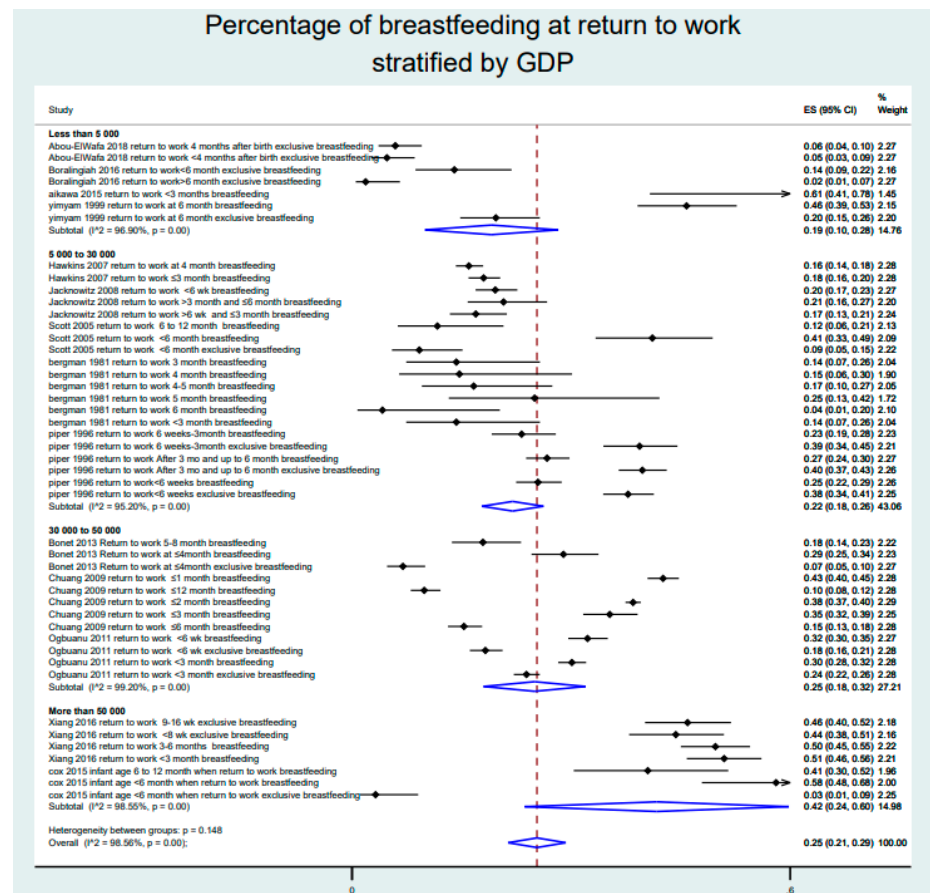 Percentage of breastfeeding at return to work
stratified by GDP
%
Study ES (95% CI) Weight
Less than 5 000
Abou-ElWafa 2018 return to work 4 months after birth exclusive breastfeeding 0.06 (0.04, 0.10) 2.27
Abou-ElWafa 2018 return to work <4 months after birth exclusive breastfeeding 0.05 (0.03, 0.09) 2.27
Boralingiah 2016 return to work<6 month exclusive breastfeeding 0.14 (0.09, 0.22) 2.16
Boralingiah 2016 return to work>6 month exclusive breastfeeding 0.02 (0.01, 0.07) 2.27
aikawa 2015 return to work <3 months breastfeeding 0.61 (0.41, 0.78) 1.45
yimyam 1999 return to work at 6 month breastfeeding 0.46 (0.39, 0.53) 2.15
yimyam 1999 return to work at 6 month exclusive breastfeeding 0.20 (0.15, 0.26) 2.20
Subtotal (I^2 = 96.90%, p = 0.00) 0.19 (0.10, 0.28) 14.76
5 000 to 30 000
Hawkins 2007 return to work at 4 month breastfeeding 0.16 (0.14, 0.18) 2.28
Hawkins 2007 return to work ≤3 month breastfeeding 0.18 (0.16, 0.20) 2.28
Jacknowitz 2008 return to work <6 wk breastfeeding 0.20 (0.17, 0.23) 2.27
Jacknowitz 2008 return to work >3 month and ≤6 month breastfeeding 0.21 (0.16, 0.27) 2.20
Jacknowitz 2008 return to work >6 wk and ≤3 month breastfeeding 0.17 (0.13, 0.21) 2.24
Scott 2005 return to work 6 to 12 month breastfeeding 0.12 (0.06, 0.21) 2.13
Scott 2005 return to work <6 month breastfeeding 0.41 (0.33, 0.49) 2.09
Scott 2005 return to work <6 month exclusive breastfeeding 0.09 (0.05, 0.15) 2.22
bergman 1981 return to work 3 month breastfeeding 0.14 (0.07, 0.26) 2.04
bergman 1981 return to work 4 month breastfeeding 0.15 (0.06, 0.30) 1.90
bergman 1981 return to work 4-5 month breastfeeding 0.17 (0.10, 0.27) 2.05
bergman 1981 return to work 5 month breastfeeding 0.25 (0.13, 0.42) 1.72
bergman 1981 return to work 6 month breastfeeding 0.04 (0.01, 0.20) 2.10
bergman 1981 return to work <3 month breastfeeding 0.14 (0.07, 0.26) 2.04
piper 1996 return to work 6 weeks-3month breastfeeding 0.23 (0.19, 0.28) 2.23
piper 1996 return to work 6 weeks-3month exclusive breastfeeding 0.39 (0.34, 0.45) 2.21
piper 1996 return to work After 3 mo and up to 6 month breastfeeding 0.27 (0.24, 0.30) 2.27
piper 1996 return to work After 3 mo and up to 6 month exclusive breastfeeding 0.40 (0.37, 0.43) 2.26
piper 1996 return to work<6 weeks breastfeeding 0.25 (0.22, 0.29) 2.26
piper 1996 return to work<6 weeks exclusive breastfeeding 0.38 (0.34, 0.41) 2.25
Subtotal (I^2 = 95.20%, p = 0.00) 0.22 (0.18, 0.26) 43.06
30 000 to 50 000
Bonet 2013 Return to work 5-8 month breastfeeding 0.18 (0.14, 0.23) 2.22
Bonet 2013 Return to work at ≤4month breastfeeding 0.29 (0.25, 0.34) 2.23
Bonet 2013 Return to work at ≤4month exclusive breastfeeding 0.07 (0.05, 0.10) 2.27
Chuang 2009 return to work ≤1 month breastfeeding 0.43 (0.40, 0.45) 2.28
Chuang 2009 return to work ≤12 month breastfeeding 0.10 (0.08, 0.12) 2.28
Chuang 2009 return to work ≤2 month breastfeeding 0.38 (0.37, 0.40) 2.29
Chuang 2009 return to work ≤3 month breastfeeding 0.35 (0.32, 0.39) 2.25
Chuang 2009 return to work ≤6 month breastfeeding 0.15 (0.13, 0.18) 2.28
Ogbuanu 2011 return to work <6 wk breastfeeding 0.32 (0.30, 0.35) 2.27
Ogbuanu 2011 return to work <6 wk exclusive breastfeeding 0.18 (0.16, 0.21) 2.28
Ogbuanu 2011 return to work <3 month breastfeeding 0.30 (0.28, 0.32) 2.28
Ogbuanu 2011 return to work <3 month exclusive breastfeeding 0.24 (0.22, 0.26) 2.28
Subtotal (I^2 = 99.20%, p = 0.00) 0.25 (0.18, 0.32) 27.21
More than 50 000
Xiang 2016 return to work 9-16 wk exclusive breastfeeding 0.46 (0.40, 0.52) 2.18
Xiang 2016 return to work <8 wk exclusive breastfeeding 0.44 (0.38, 0.51) 2.16
Xiang 2016 return to work 3-6 months breastfeeding 0.50 (0.45, 0.55) 2.22
Xiang 2016 return to work <3 month breastfeeding 0.51 (0.46, 0.56) 2.21
cox 2015 infant age 6 to 12 month when return to work breastfeeding 0.41 (0.30, 0.52) 1.96
cox 2015 infant age <6 month when return to work breastfeeding 0.58 (0.48, 0.68) 2.00
cox 2015 infant age <6 month when return to work exclusive breastfeeding 0.03 (0.01, 0.09) 2.25
Subtotal (I^2 = 98.55%, p = 0.00) 0.42 (0.24, 0.60) 14.98
Heterogeneity between groups: p = 0.148
Overall (I^2 = 98.56%, p = 0.00); 0.25 (0.21, 0.29) 100.00
0 .6